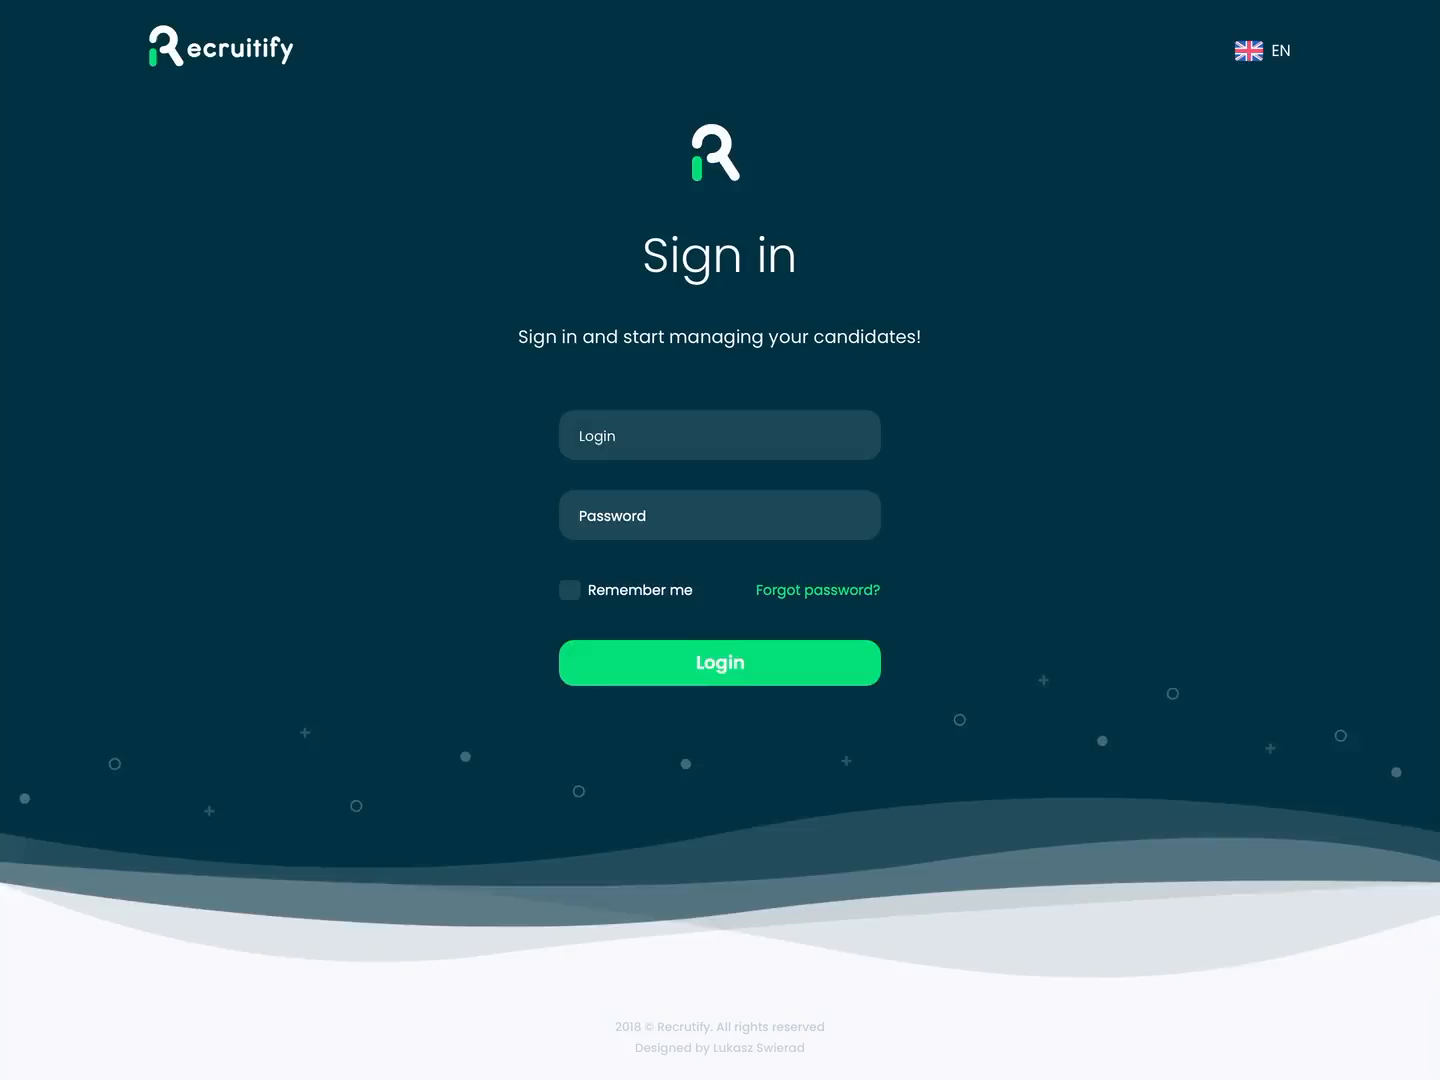 Recruitify
EN
R
Sign in
Sign in and start managing your candidates!
Login
Password
Remember me
Forgot password?
Login
2018 © Recrutify. All rights reserved
Designed by Lukasz Swierad